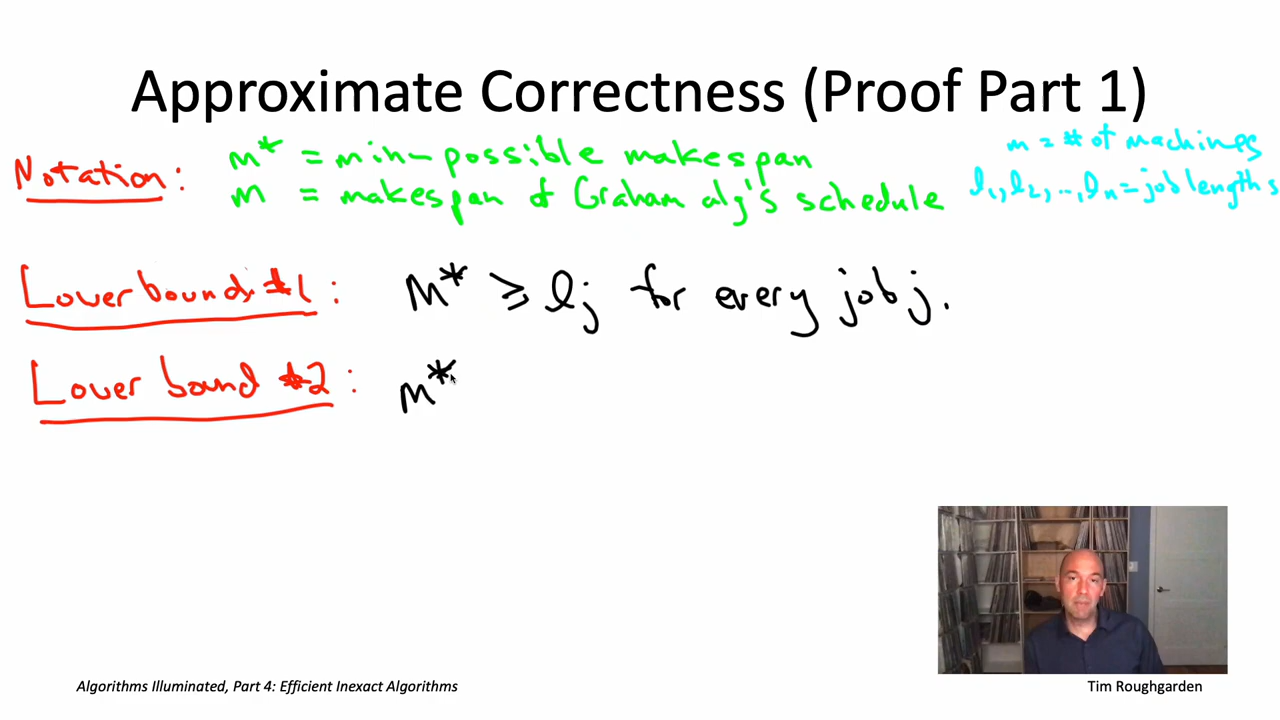 Approximate Correctness (Proof Part 1)
Notation: M* = min-possible makespan
M = makespan of Graham alg's schedule
m = # of machines
l₁, l₂, ..., lₙ = job lengths
Lower bound #1: M* ≥ lj for every job j.
Lower bound #2: M*
Algorithms Illuminated, Part 4: Efficient Inexact Algorithms
Tim Roughgarden